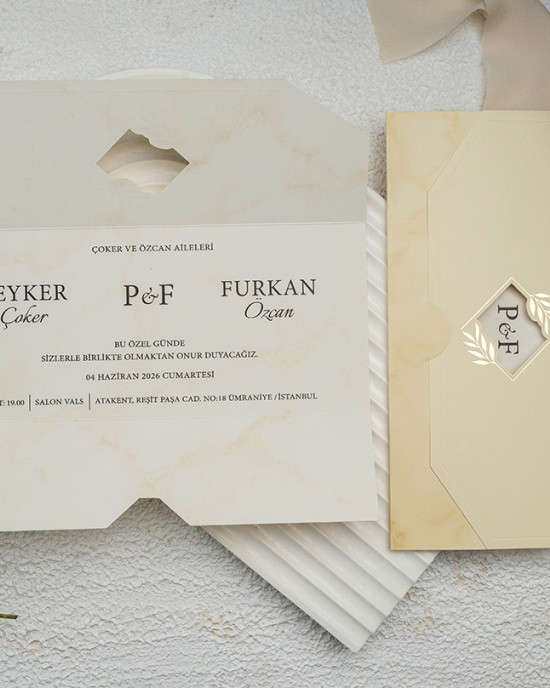 ÇOKER VE ÖZCAN AİLELERİ
EYKER P&F FURKAN
Çoker Özcan
BU ÖZEL GÜNDE
SİZLERLE BİRLİKTE OLMAKTAN ONUR DUYACAĞIZ.
04 HAZİRAN 2026 CUMARTESİ
T: 19.00 | SALON VALS | ATAKENT, REŞİT PAŞA CAD. NO:18 ÜMRANİYE / İSTANBUL
P&F